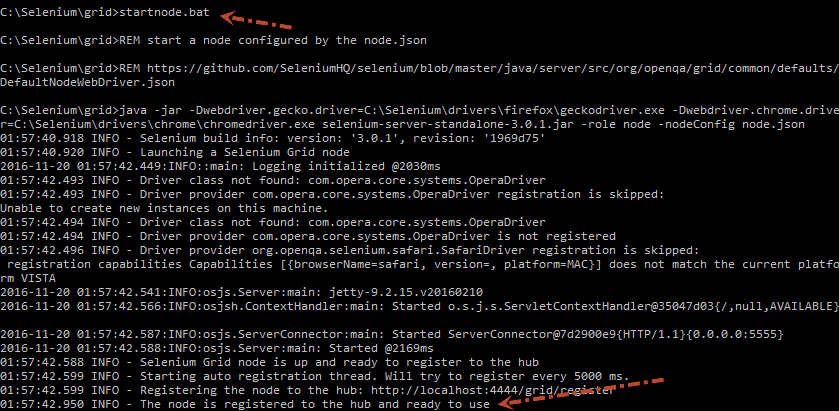 C:\Selenium\grid>startnode.bat
C:\Selenium\grid>REM start a node configured by the node.json
C:\Selenium\grid>REM https://github.com/SeleniumHQ/selenium/blob/master/java/server/src/org/openqa/grid/common/defaults/
DefaultNodeWebDriver.json
C:\Selenium\grid>java -jar -Dwebdriver.gecko.driver=C:\Selenium\drivers\firefox\geckodriver.exe -Dwebdriver.chrome.drive
r=C:\Selenium\drivers\chrome\chromedriver.exe selenium-server-standalone-3.0.1.jar -role node -nodeConfig node.json
01:57:40.918 INFO - Selenium build info: version: '3.0.1', revision: '1969d75'
01:57:40.920 INFO - Launching a Selenium Grid node
2016-11-20 01:57:42.449:INFO::main: Logging initialized @2030ms
01:57:42.493 INFO - Driver class not found: com.opera.core.systems.OperaDriver
01:57:42.493 INFO - Driver provider com.opera.core.systems.OperaDriver registration is skipped:
Unable to create new instances on this machine.
01:57:42.494 INFO - Driver class not found: com.opera.core.systems.OperaDriver
01:57:42.494 INFO - Driver provider com.opera.core.systems.OperaDriver is not registered
01:57:42.496 INFO - Driver provider org.openqa.selenium.safari.SafariDriver registration is skipped:
 registration capabilities Capabilities [{browserName=safari, version=, platform=MAC}] does not match the current platfo
rm VISTA
2016-11-20 01:57:42.541:INFO:osjs.Server:main: jetty-9.2.15.v20160210
2016-11-20 01:57:42.566:INFO:osjsh.ContextHandler:main: Started o.s.j.s.ServletContextHandler@35047d03{/,null,AVAILABLE}
2016-11-20 01:57:42.587:INFO:osjs.ServerConnector:main: Started ServerConnector@7d2900e9{HTTP/1.1}{0.0.0.0:5555}
2016-11-20 01:57:42.588:INFO:osjs.Server:main: Started @2169ms
01:57:42.588 INFO - Selenium Grid node is up and ready to register to the hub
01:57:42.599 INFO - Starting auto registration thread. Will try to register every 5000 ms.
01:57:42.599 INFO - Registering the node to the hub: http://localhost:4444/grid/register
01:57:42.950 INFO - The node is registered to the hub and ready to use